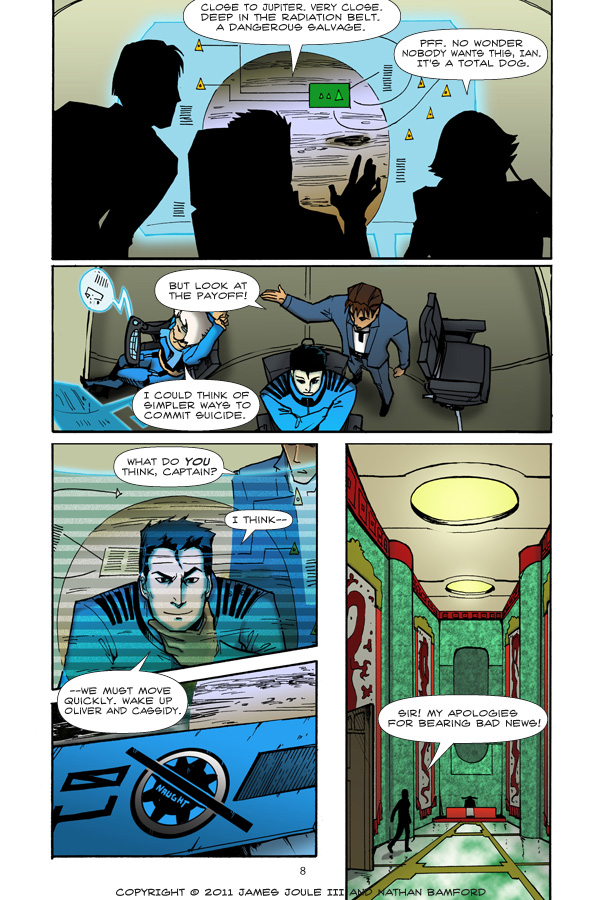 CLOSE TO JUPITER. VERY CLOSE.
DEEP IN THE RADIATION BELT.
A DANGEROUS SALVAGE.
PFF. NO WONDER
NOBODY WANTS THIS, IAN.
IT'S A TOTAL DOG.
BUT LOOK AT
THE PAYOFF!
I COULD THINK OF
SIMPLER WAYS TO
COMMIT SUICIDE.
WHAT DO YOU
THINK, CAPTAIN?
I THINK--
--WE MUST MOVE
QUICKLY. WAKE UP
OLIVER AND CASSIDY.
NAUGHT
SIR! MY APOLOGIES
FOR BEARING BAD NEWS!
8
COPYRIGHT © 2011 JAMES JOULE III AND NATHAN BAMFORD